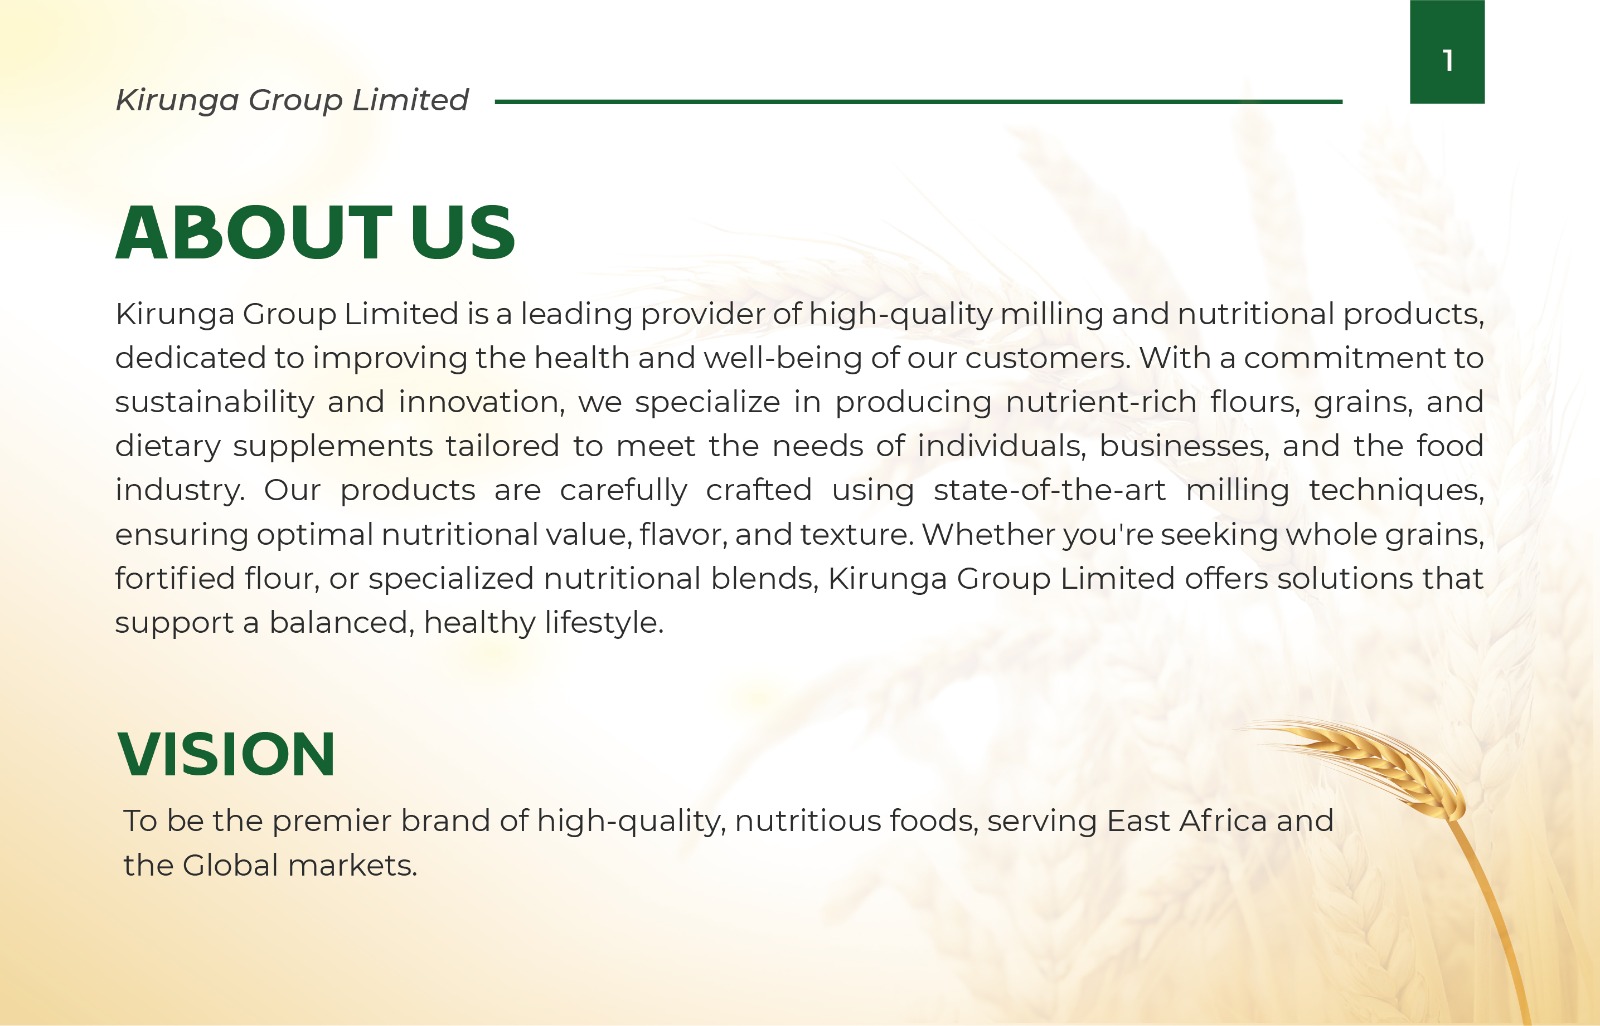 1
Kirunga Group Limited
ABOUT US
Kirunga Group Limited is a leading provider of high-quality milling and nutritional products,
dedicated to improving the health and well-being of our customers. With a commitment to
sustainability and innovation, we specialize in producing nutrient-rich flours, grains, and
dietary supplements tailored to meet the needs of individuals, businesses, and the food
industry. Our products are carefully crafted using state-of-the-art milling techniques,
ensuring optimal nutritional value, flavor, and texture. Whether you're seeking whole grains,
fortified flour, or specialized nutritional blends, Kirunga Group Limited offers solutions that
support a balanced, healthy lifestyle.
VISION
To be the premier brand of high-quality, nutritious foods, serving East Africa and
the Global markets.